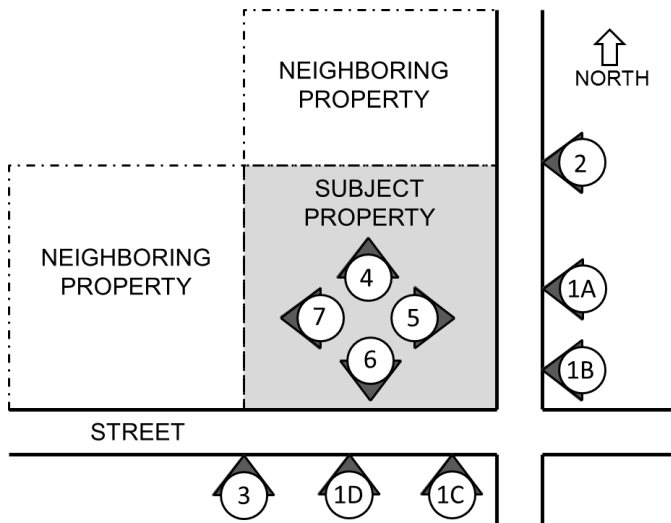 NEIGHBORING
PROPERTY
NORTH
2
SUBJECT
PROPERTY
NEIGHBORING
PROPERTY
4
1A
7
5
6
1B
STREET
3
1D
1C